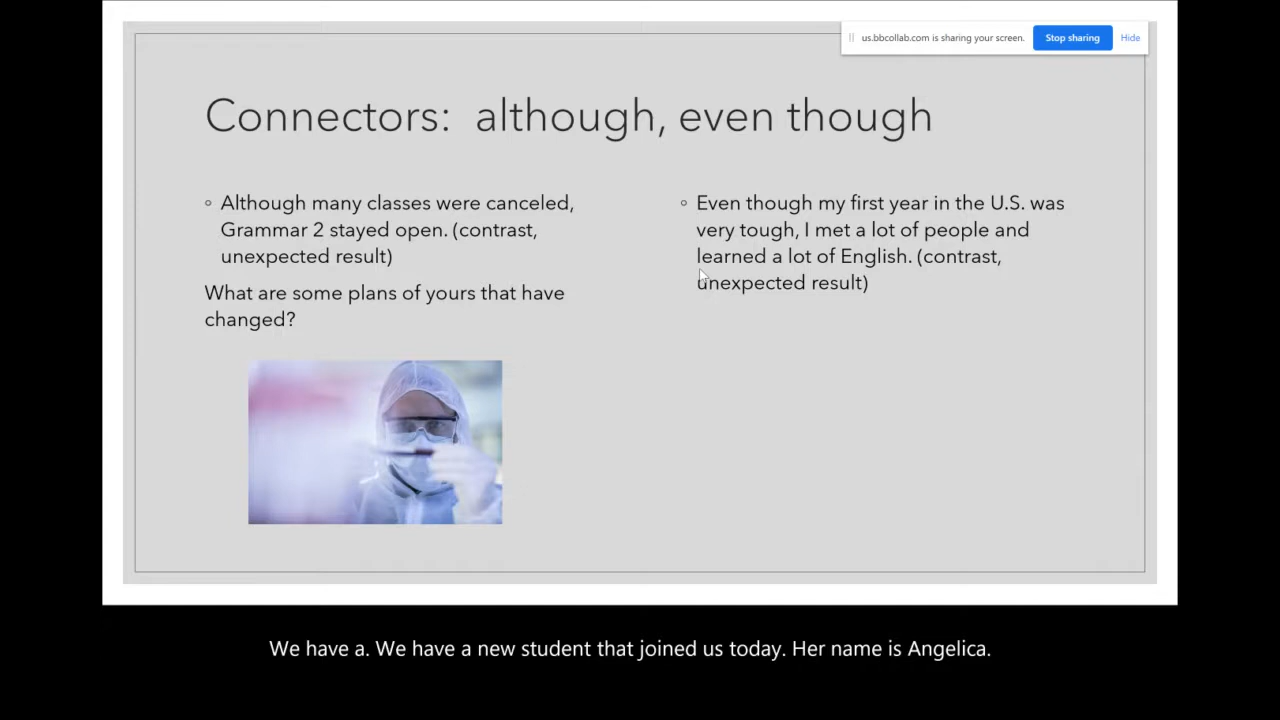 us.bbcollab.com is sharing your screen.
Stop sharing
Hide
Connectors: although, even though
◦ Although many classes were canceled,
Grammar 2 stayed open. (contrast,
unexpected result)
What are some plans of yours that have
changed?
◦ Even though my first year in the U.S. was
very tough, I met a lot of people and
learned a lot of English. (contrast,
unexpected result)
We have a. We have a new student that joined us today. Her name is Angelica.